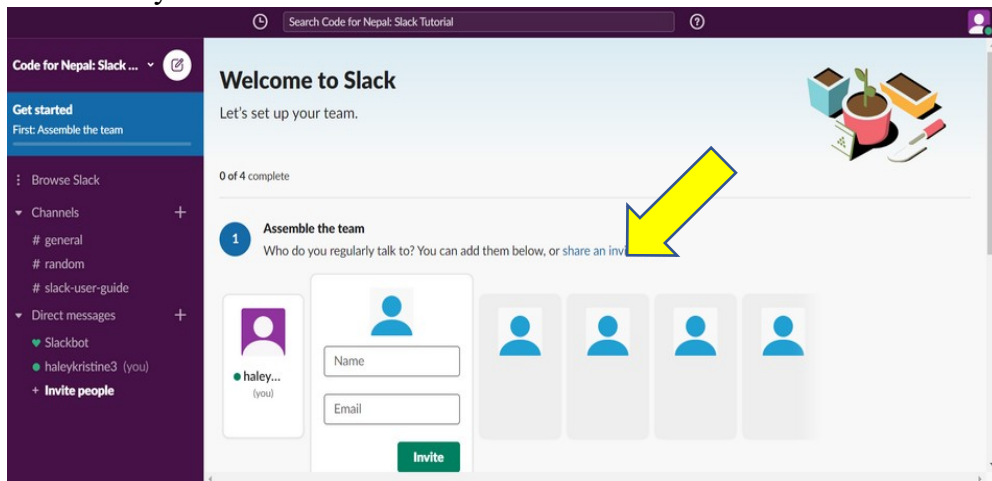 Search Code for Nepal: Slack Tutorial
Code for Nepal: Slack ...
Get started
First: Assemble the team
Browse Slack
Channels
# general
# random
# slack-user-guide
Direct messages
Slackbot
haleykristine3 (you)
+ Invite people
Welcome to Slack
Let's set up your team.
0 of 4 complete
1
Assemble the team
Who do you regularly talk to? You can add them below, or share an
haley...
(you)
Name
Email
Invite